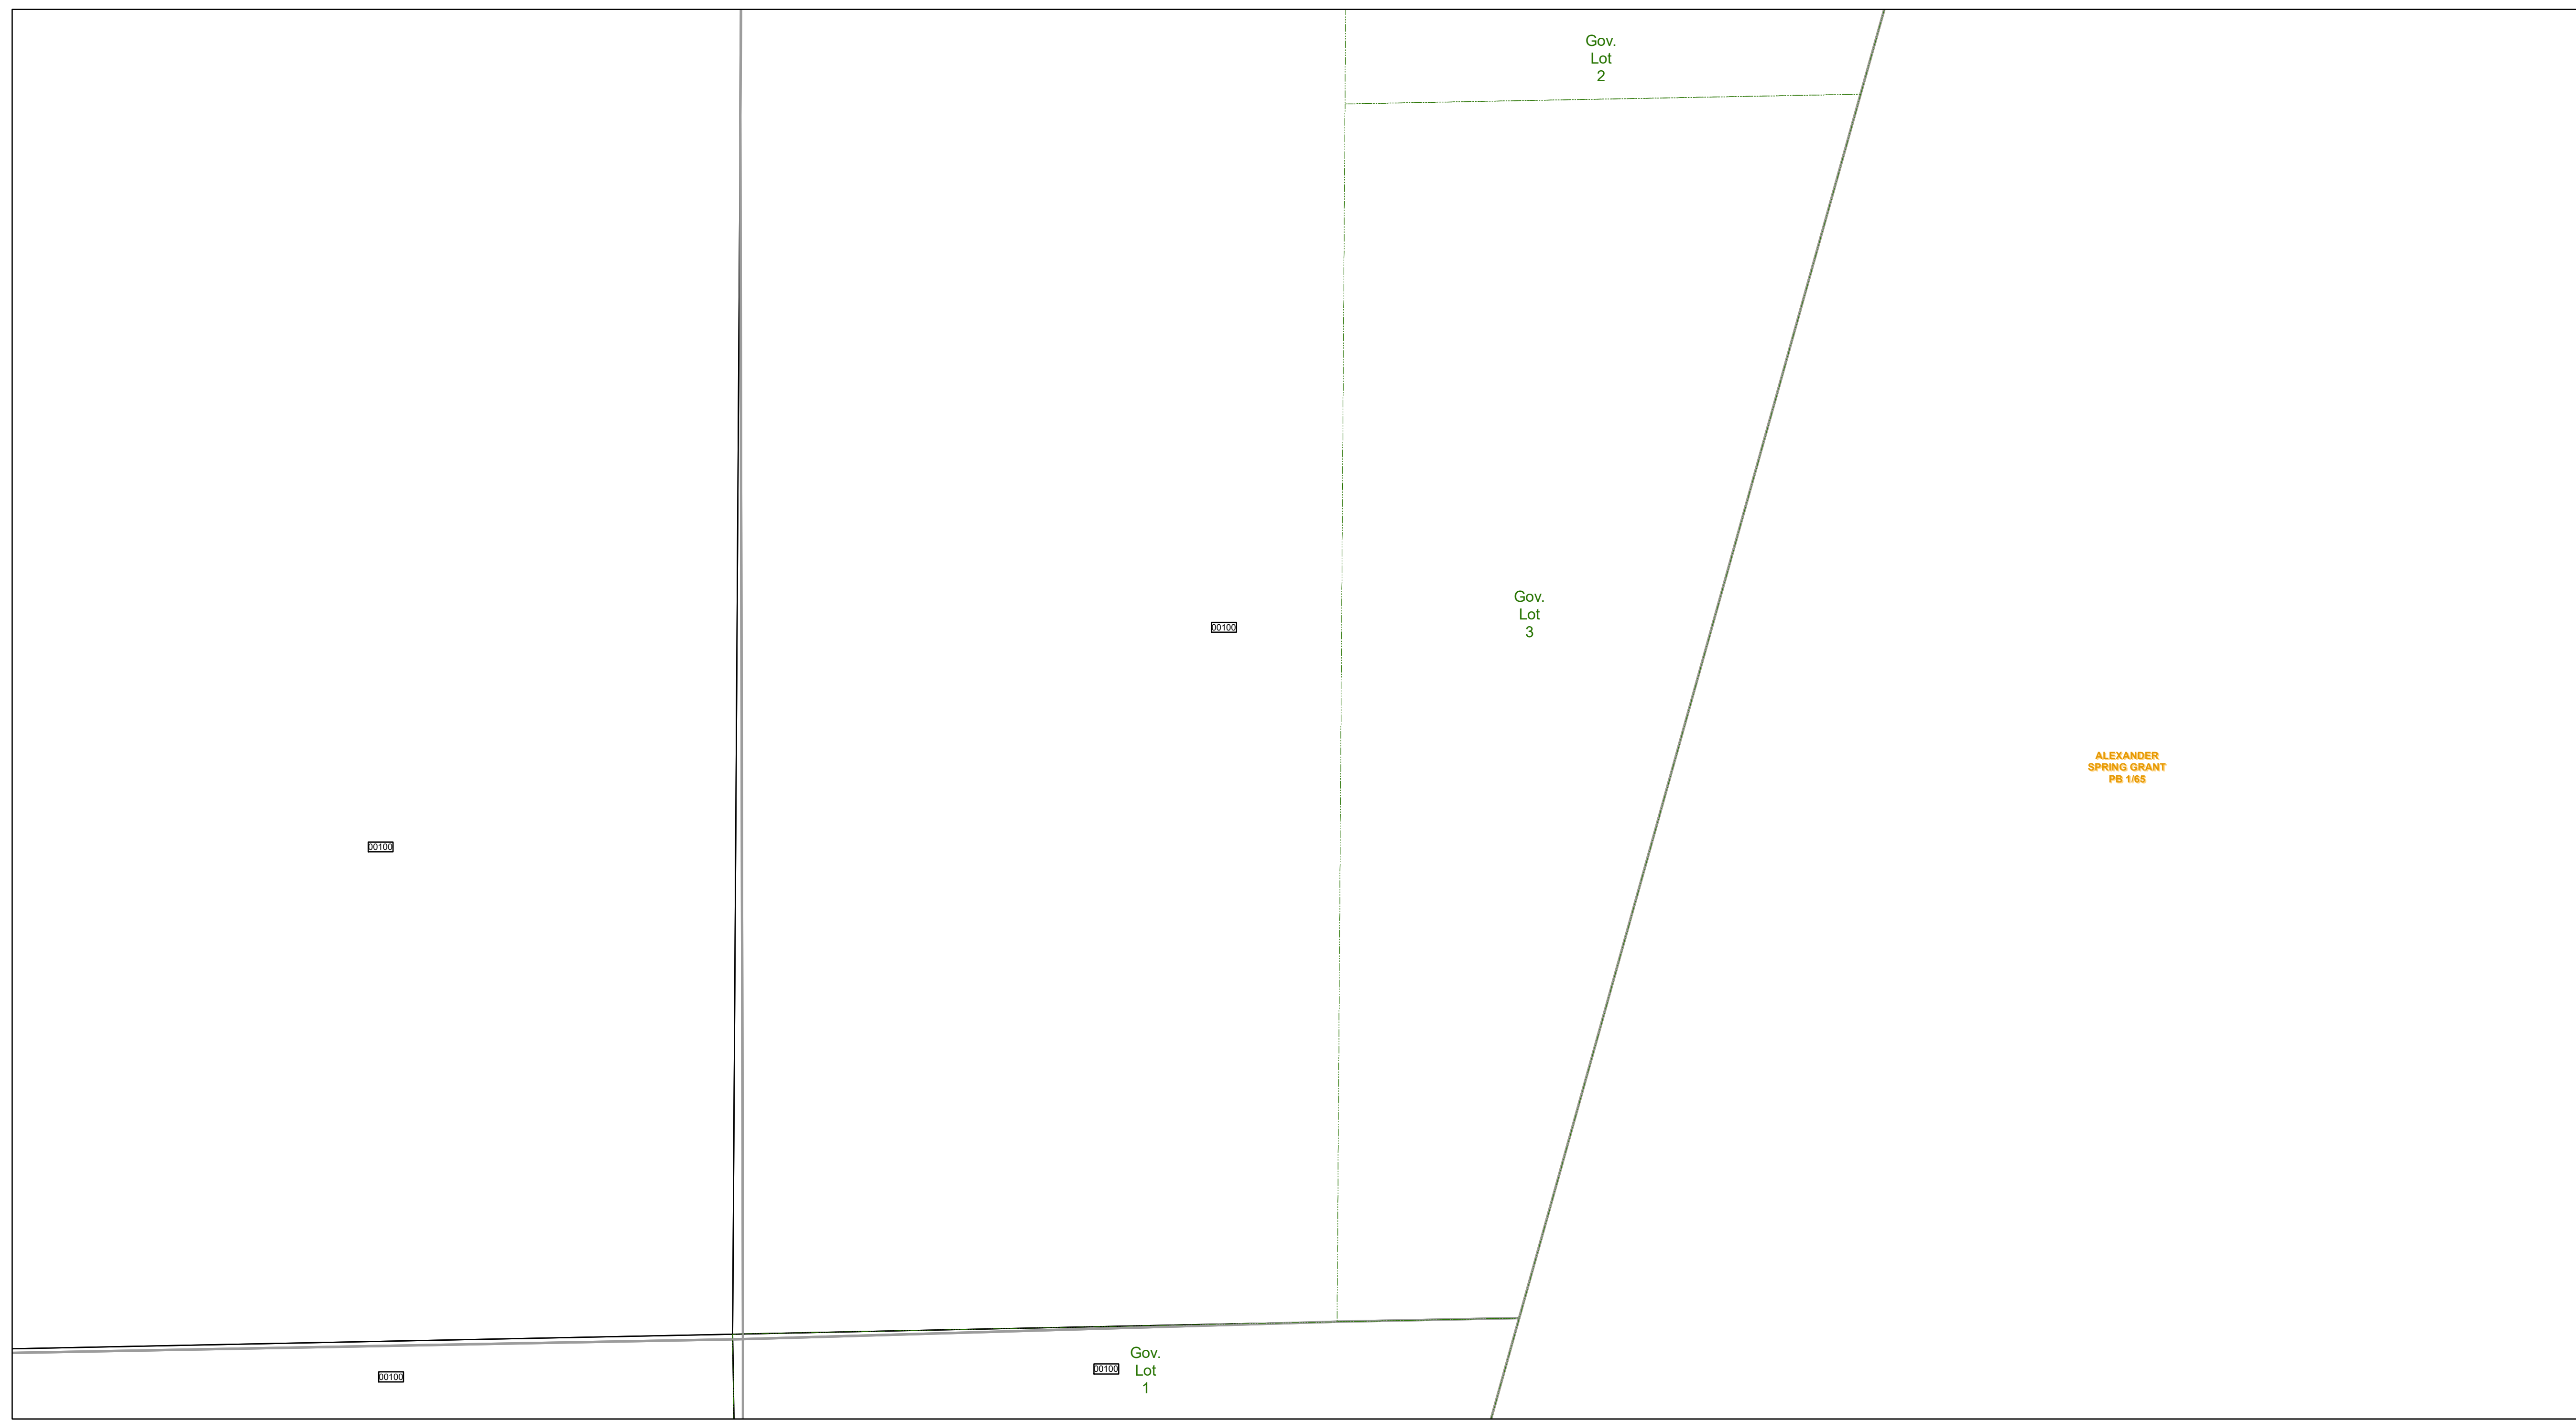 Gov.
Lot
2
Gov.
Lot
3
00100
ALEXANDER
SPRING GRANT
PB 1/65
00100
Gov.
Lot
1
00100
00100